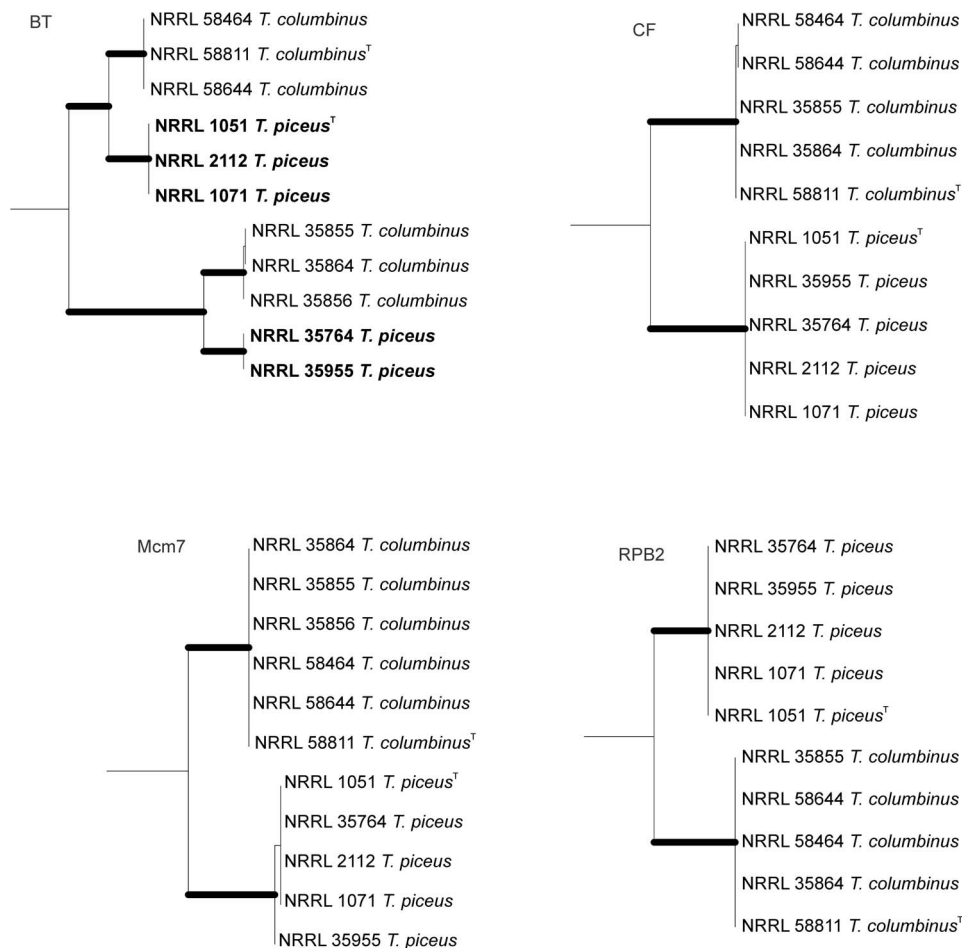 BT
NRRL 58464 T. columbinus
NRRL 58811 T. columbinusᵀ
NRRL 58644 T. columbinus
NRRL 1051 T. piceusᵀ
NRRL 2112 T. piceus
NRRL 1071 T. piceus
NRRL 35855 T. columbinus
NRRL 35864 T. columbinus
NRRL 35856 T. columbinus
NRRL 35764 T. piceus
NRRL 35955 T. piceus
CF
NRRL 58464 T. columbinus
NRRL 58644 T. columbinus
NRRL 35855 T. columbinus
NRRL 35864 T. columbinus
NRRL 58811 T. columbinusᵀ
NRRL 1051 T. piceusᵀ
NRRL 35955 T. piceus
NRRL 35764 T. piceus
NRRL 2112 T. piceus
NRRL 1071 T. piceus
Mcm7
NRRL 35864 T. columbinus
NRRL 35855 T. columbinus
NRRL 35856 T. columbinus
NRRL 58464 T. columbinus
NRRL 58644 T. columbinus
NRRL 58811 T. columbinusᵀ
NRRL 1051 T. piceusᵀ
NRRL 35764 T. piceus
NRRL 2112 T. piceus
NRRL 1071 T. piceus
NRRL 35955 T. piceus
RPB2
NRRL 35764 T. piceus
NRRL 35955 T. piceus
NRRL 2112 T. piceus
NRRL 1071 T. piceus
NRRL 1051 T. piceusᵀ
NRRL 35855 T. columbinus
NRRL 58644 T. columbinus
NRRL 58464 T. columbinus
NRRL 35864 T. columbinus
NRRL 58811 T. columbinusᵀ